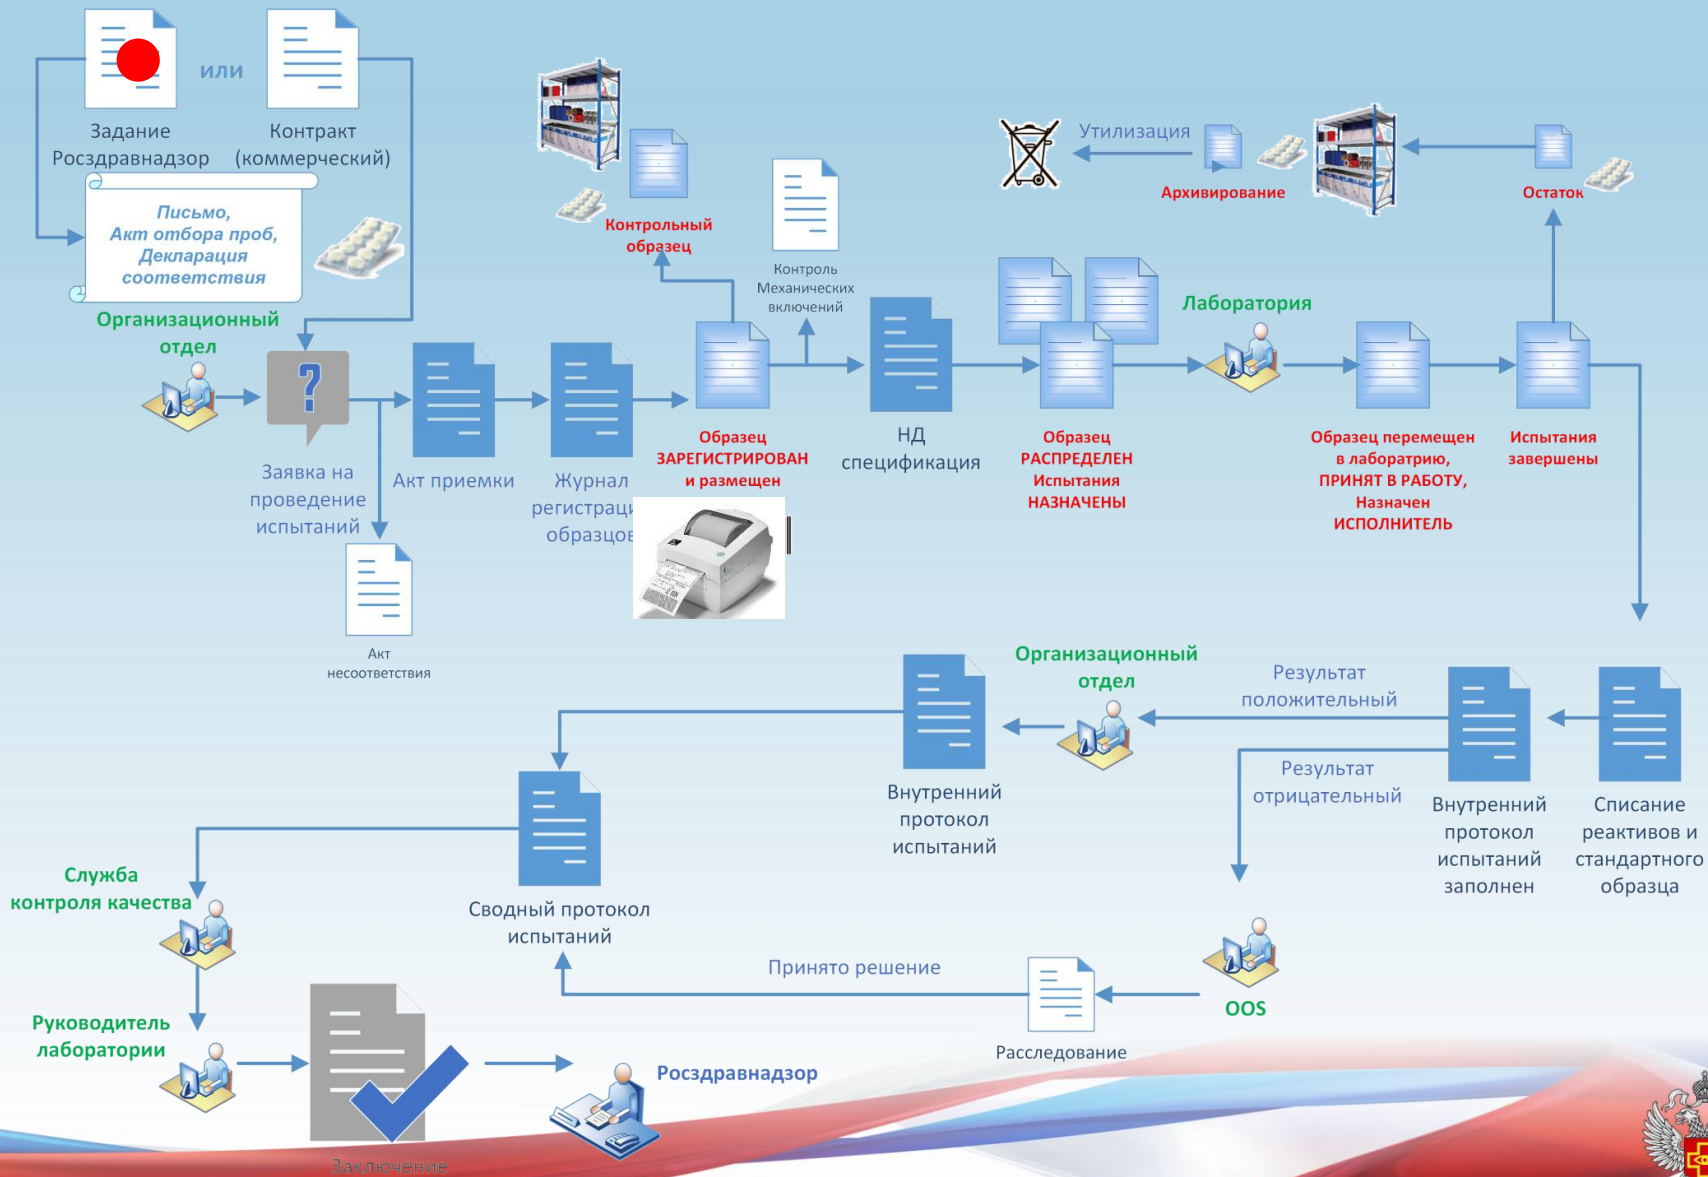 или
Задание
Росздравнадзор
Контракт
(коммерческий)
Письмо,
Акт отбора проб,
Декларация
соответствия
Организационный
отдел
Заявка на
проведение
испытаний
Акт
несоответствия
Акт приемки
Журнал
регистраци
образцов
Контрольный
образец
Образец
ЗАРЕГИСТРИРОВАН
и размещен
Контроль
Механических
включений
НД
спецификация
Образец
РАСПРЕДЕЛЕН
Испытания
НАЗНАЧЕНЫ
Лаборатория
Образец перемещен
в лаборатрию,
ПРИНЯТ В РАБОТУ,
Назначен
ИСПОЛНИТЕЛЬ
Испытания
завершены
Остаток
Архивирование
Утилизация
Списание
реактивов и
стандартного
образца
Внутренний
протокол
испытаний
заполнен
Результат
положительный
Результат
отрицательный
Организационный
отдел
Внутренний
протокол
испытаний
OOS
Расследование
Принято решение
Сводный протокол
испытаний
Служба
контроля качества
Руководитель
лаборатории
Заключение
Росздравнадзор